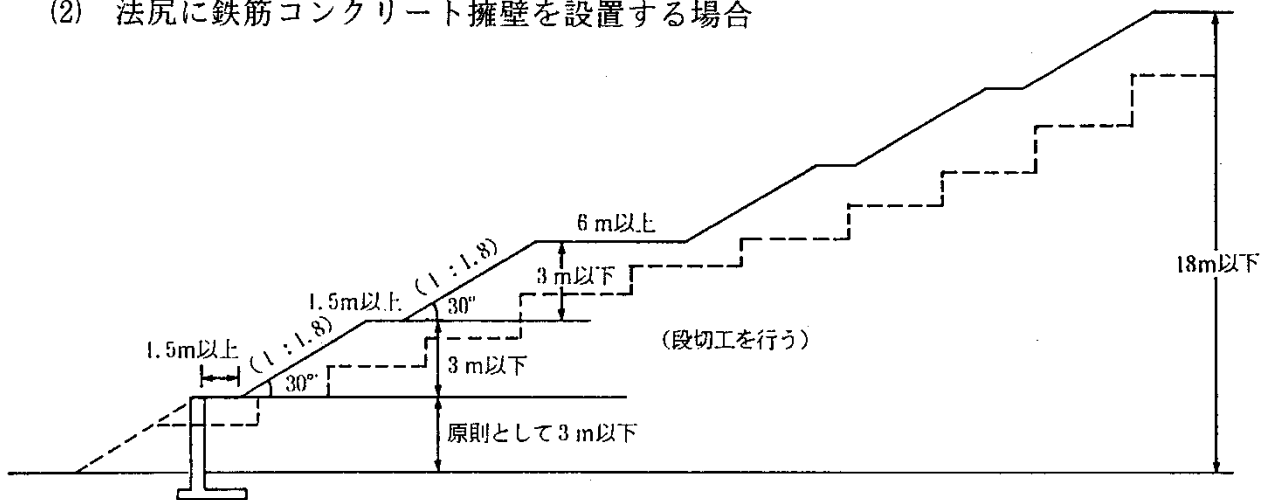 (2) 法尻に鉄筋コンクリート擁壁を設置する場合
6m以上
(1:1.8)
3m以下
18m以下
1.5m以上
30°
(1:1.8)
(段切工を行う)
1.5m以上
3m以下
30°
原則として3m以下